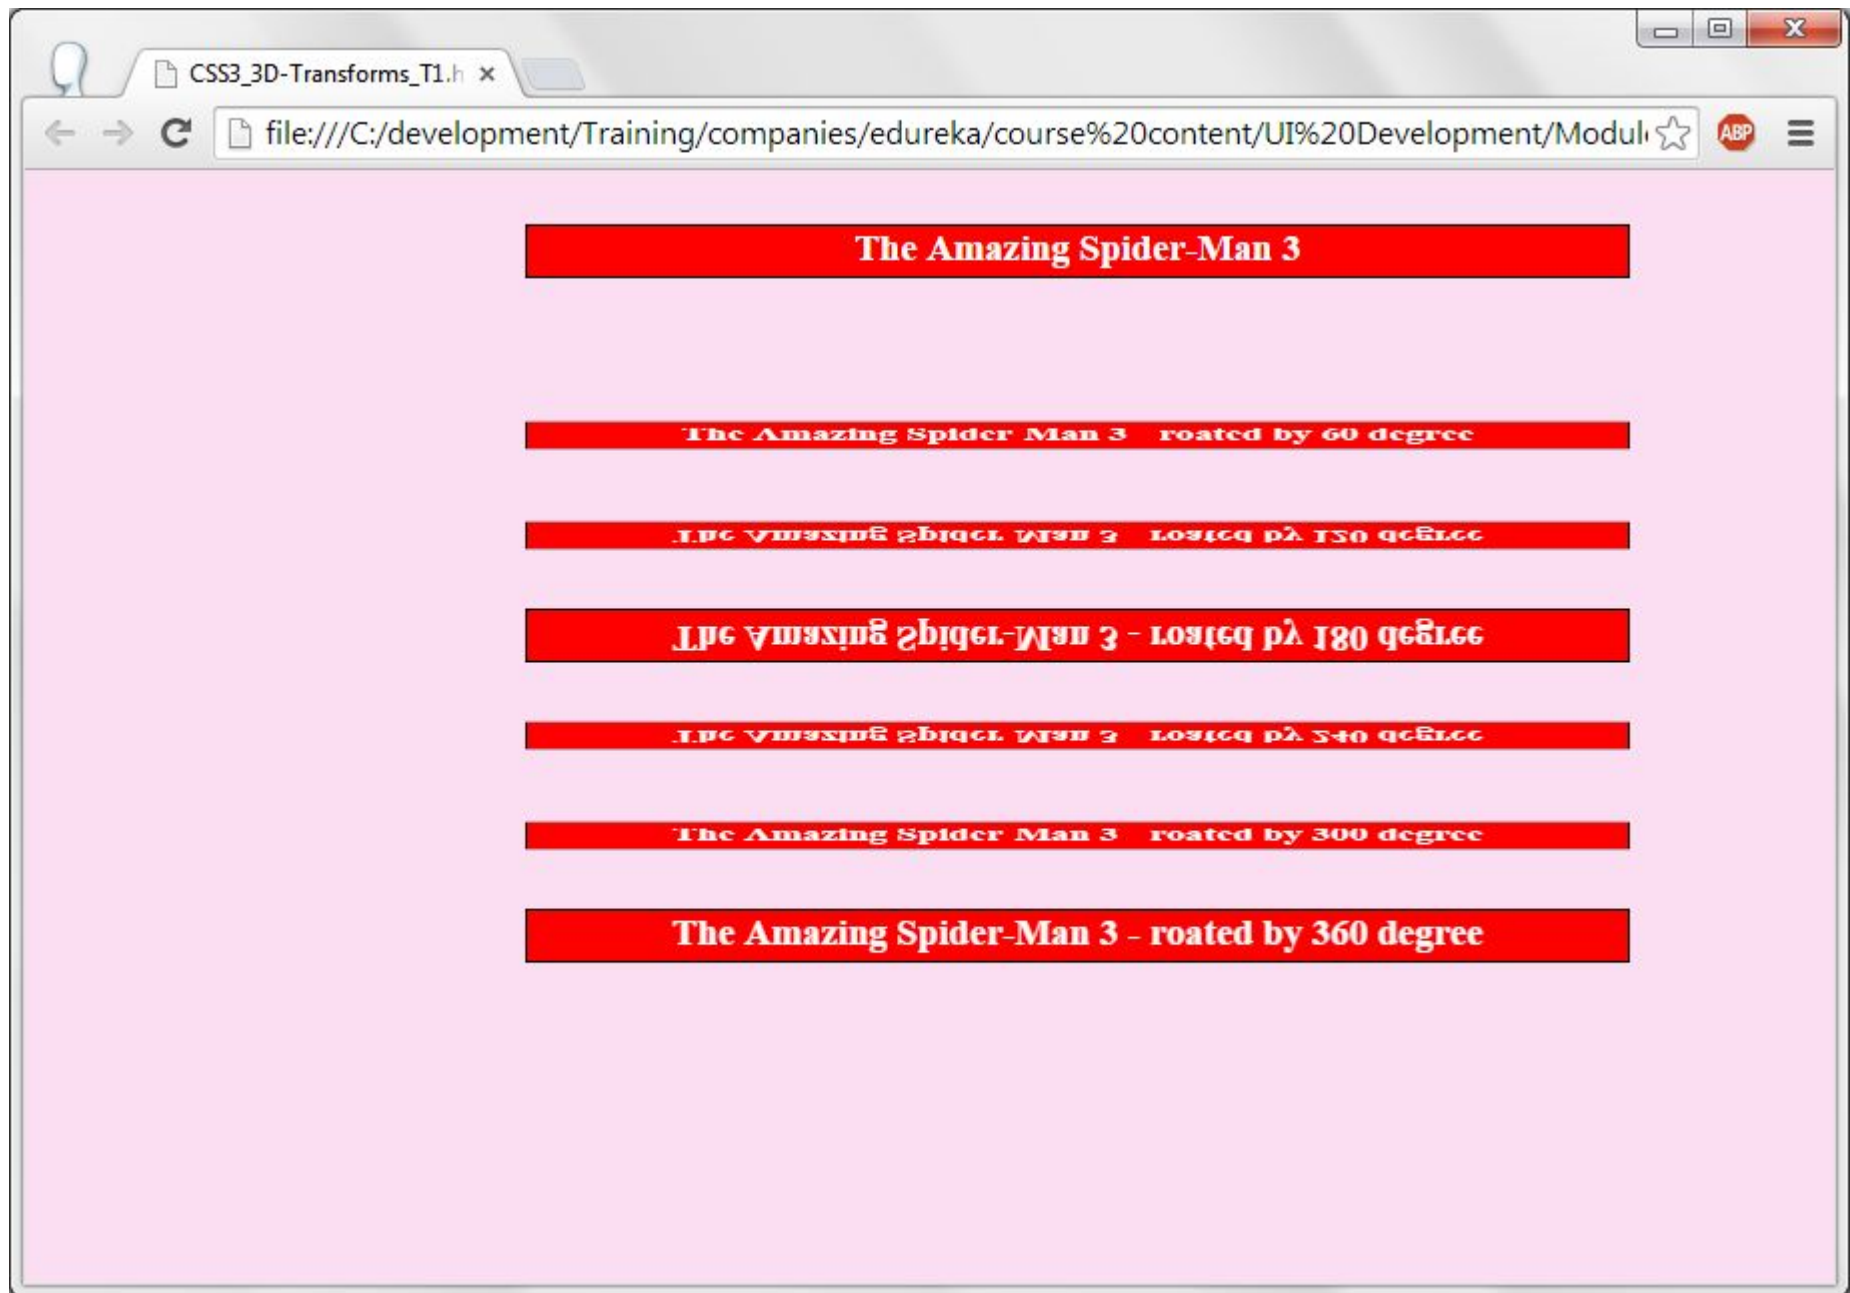 CSS3_3D-Transforms_T1.h
file:///C:/development/Training/companies/edureka/course%20content/UI%20Development/Modul
ABP
The Amazing Spider-Man 3
The Amazing Spider Man 3 roated by 60 degree
The Amazing Spider Man 3 roated by 120 degree
The Amazing Spider-Man 3 - roated by 180 degree
The Amazing Spider Man 3 roated by 240 degree
The Amazing Spider Man 3 roated by 300 degree
The Amazing Spider-Man 3 - roated by 360 degree